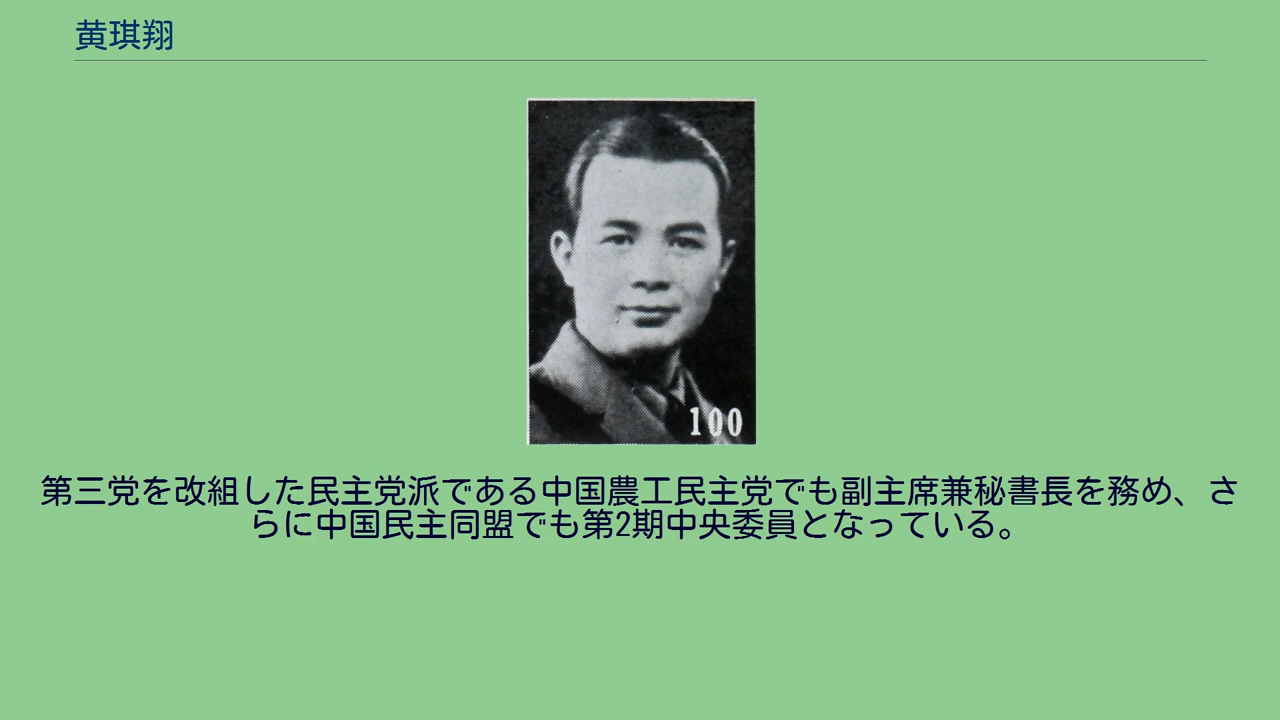 黄琪翔
100
第三党を改組した民主党派である中国農工民主党でも副主席兼秘書長を務め、さ
らに中国民主同盟でも第2期中央委員となっている。